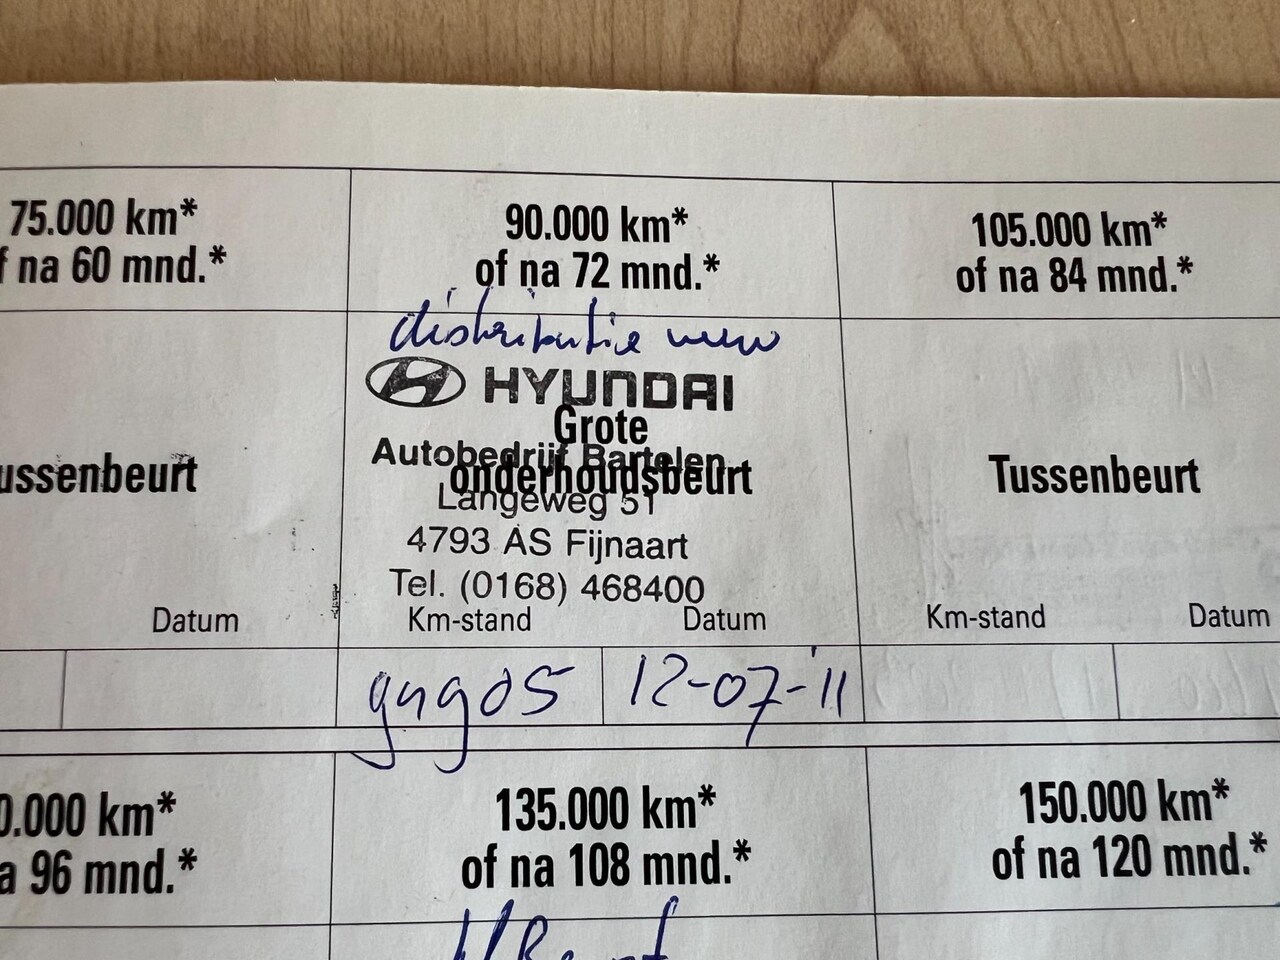 75.000 km*
f na 60 mnd.*
90.000 km*
of na 72 mnd.*
105.000 km*
of na 84 mnd.*
ussenbeurt
Datum
distributie
HYUNDAI
Grote
onderhoudsbeurt
Autobedrijf Bartelen
Langeweg 51
4793 AS Fijnaart
Tel. (0168) 468400
Km-stand
Datum
12-07-'11
Tussenbeurt
Km-stand
Datum
0.000 km*
a 96 mnd.*
135.000 km*
of na 108 mnd.*
150.000 km*
of na 120 mnd.*